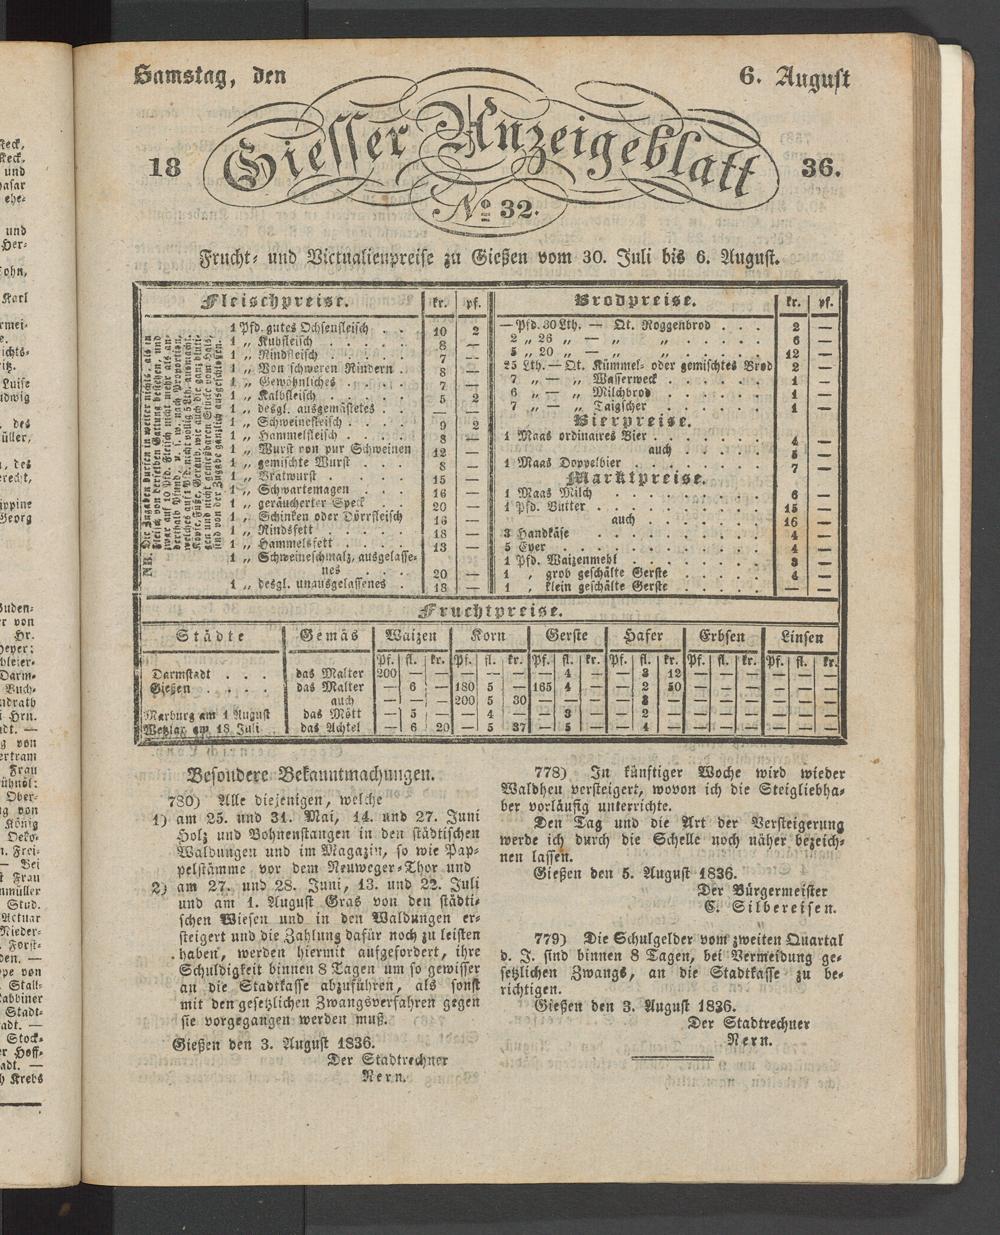 Samstag, den 6. August
18 Giesser Anzeigeblatt 36.
No 32.
Frucht- und Victualienpreise zu Gießen vom 30. Juli bis 6. August.
Fleischpreise. kr. pf.
1 Pfd. gutes Ochsenfleisch . . 10 2
1 „ Kuhfleisch . . . . 8 —
1 „ Rindfleisch . . . . 7 —
1 „ Von schweren Rindern . 8 —
1 „ Gewöhnliches . . . . 7 —
1 „ Kalbfleisch . . . . 5 2
1 „ desgl. ausgemästetes . . — —
1 „ Schweinefleisch . . . 9 2
1 „ Hammelfleisch . . . . 8 —
1 „ Wurst von pur Schweinen 12 —
1 „ gemischte Wurst . . . 8 —
1 „ Bratwurst . . . . 15 —
1 „ Schwartemagen . . . 16 —
1 „ geräucherter Speck . . 20 —
1 „ Schinken oder Dörrfleisch 16 —
1 „ Rindsfett . . . . 18 —
1 „ Hammelsfett . . . . 13 —
1 „ Schweineschmalz, ausgelasse-
nes . . . 20 —
1 „ desgl. unausgelassenes . 18 —
Brodpreise. kr. pf.
— Pfd. 30 Lth. — Qt. Roggenbrod . . . 2 —
2 „ 26 „ — „ „ . . . . . 6 —
5 „ 20 „ — „ „ . . . . . 12 —
25 Lth. — Qt. Kümmel- oder gemischtes Brod 2 —
7 „ — „ Wasserweck . . . . . 1 —
6 „ — „ Milchbrod . . . . . 1 —
7 „ — „ Taigscher . . . . . 1 —
Bierpreise.
1 Maas ordinaires Bier . . . . . . 4 —
auch . . . . . 5 —
1 Maas Doppelbier . . . . . . . 7 —
Marktpreise.
1 Maas Milch . . . . . . . . 6 —
1 Pfd. Butter . . . . . . . . 15 —
auch . . . . . . 16 —
3 Handkäse . . . . . . . . 4 —
5 Eyer . . . . . . . . . . 4 —
1 Pfd. Waizenmehl . . . . . . . 3 —
1 „ grob geschälte Gerste . . . . . 4 —
1 „ klein geschälte Gerste . . . . . — —
Fruchtpreise.
Städte Gemäs Waizen Korn Gerste Hafer Erbsen Linsen
Pf. fl. kr. Pf. fl. kr. Pf. fl. kr. Pf. fl. kr. Pf. fl. kr. Pf. fl. kr.
Darmstadt . . . das Malter 200 — — — — — — 4 — — 3 12 — — — — — —
Gießen . . . das Malter — 6 — 180 5 — 165 4 — — 2 50 — — — — — —
auch — — — 200 5 30 — — — — 3 — — — — — — —
Marburg am 1 August das Mött — 5 — — 4 — — 3 — — 2 — — — — — — —
Wetzlar am 18 Juli das Achtel — 6 20 — 5 37 — 5 — — 4 — — — — — — —
Besondere Bekanntmachungen.
780) Alle diejenigen, welche
1) am 25. und 31. Mai, 14. und 27. Juni
Holz und Bohnenstangen in den städtischen
Waldungen und im Magazin, so wie Pap-
pelstämme vor dem Neuweger-Thor und
2) am 27. und 28. Juni, 13. und 22. Juli
und am 1. August Gras von den städti-
schen Wiesen und in den Waldungen er-
steigert und die Zahlung dafür noch zu leisten
haben, werden hiermit aufgefordert, ihre
Schuldigkeit binnen 8 Tagen um so gewisser
an die Stadtkasse abzuführen, als sonst
mit den gesetzlichen Zwangsverfahren gegen
sie vorgegangen werden muß.
Gießen den 3. August 1836.
Der Stadtrechner
Nern.
778) In künftiger Woche wird wieder
Waldheu versteigert, wovon ich die Steigliebha-
ber vorläufig unterrichte.
Den Tag und die Art der Versteigerung
werde ich durch die Schelle noch näher bezeich-
nen lassen.
Gießen den 5. August 1836.
Der Bürgermeister
C. Silbereisen.
779) Die Schulgelder vom zweiten Quartal
d. J. sind binnen 8 Tagen, bei Vermeidung ge-
setzlichen Zwangs, an die Stadtkasse zu be-
richtigen.
Gießen den 3. August 1836.
Der Stadtrechner
Nern.